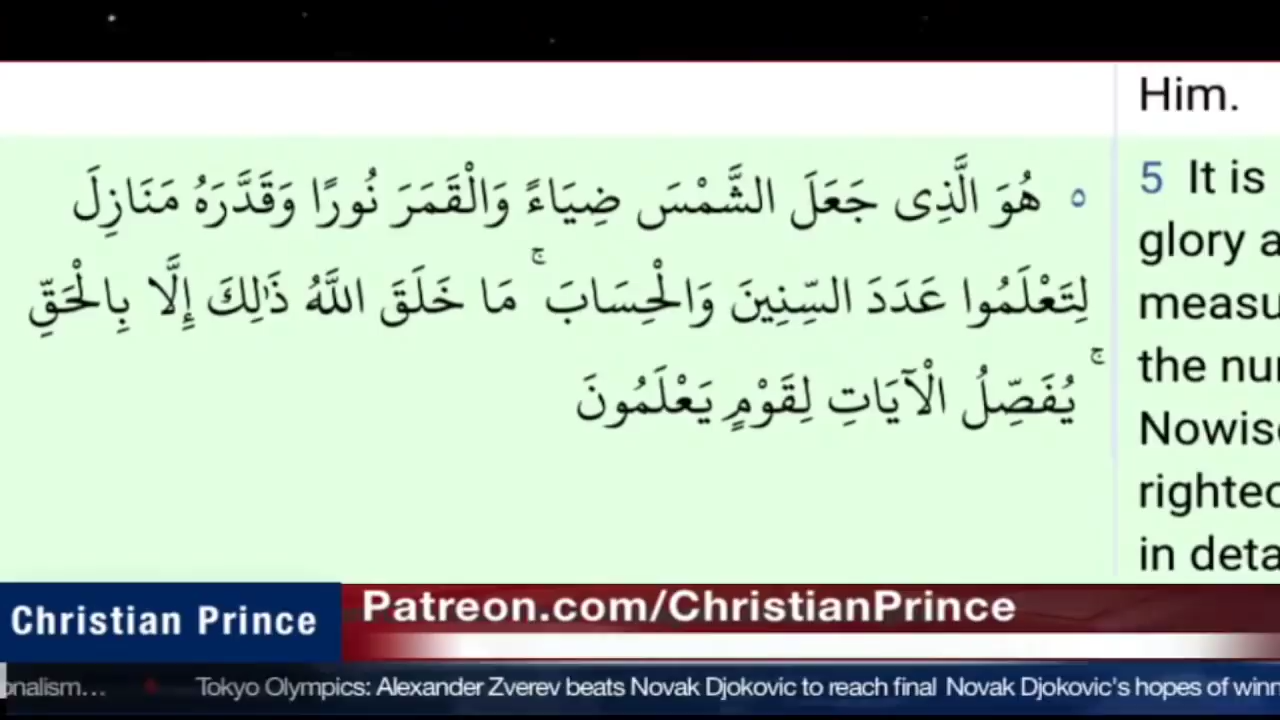 Him.
٥ هُوَ الَّذِى جَعَلَ الشَّمْسَ ضِيَاءً وَالْقَمَرَ نُورًا وَقَدَّرَهُ مَنَازِلَ
لِتَعْلَمُوا عَدَدَ السِّنِينَ وَالْحِسَابَ ۚ مَا خَلَقَ اللَّهُ ذَٰلِكَ إِلَّا بِالْحَقِّ
ۚ يُفَصِّلُ الْآيَاتِ لِقَوْمٍ يَعْلَمُونَ
5 It is
glory a
measu
the nu
Nowis
righteo
in deta
Christian Prince
Patreon.com/ChristianPrince
onalism... Tokyo Olympics: Alexander Zverev beats Novak Djokovic to reach final Novak Djokovic's hopes of winn